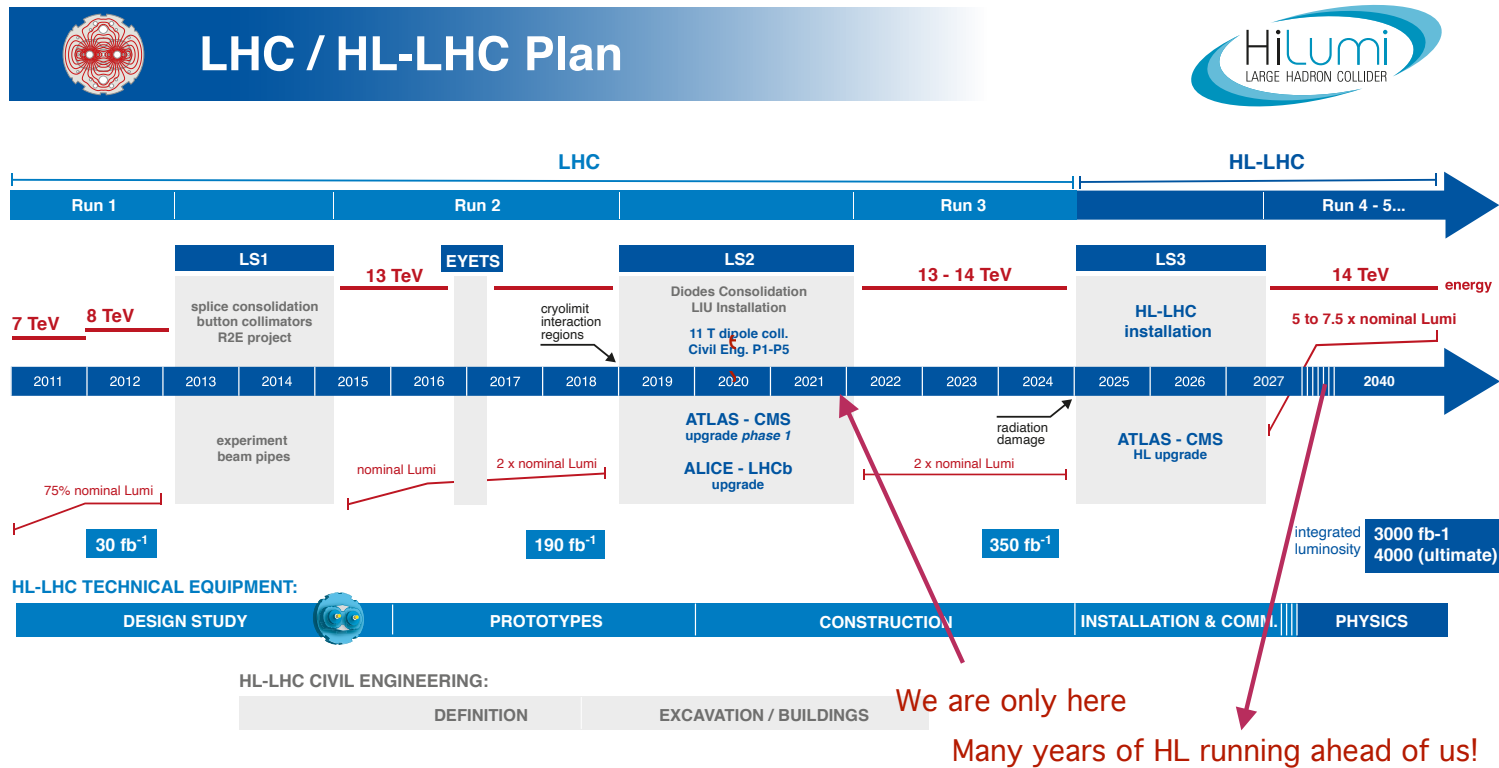 LHC / HL-LHC Plan
HiLumi
LARGE HADRON COLLIDER
LHC
HL-LHC
Run 1
Run 2
Run 3
Run 4 - 5...
LS1
EYETS
LS2
LS3
13 TeV
13 - 14 TeV
14 TeV
energy
7 TeV
8 TeV
splice consolidation
button collimators
R2E project
cryolimit
interaction
regions
Diodes Consolidation
LIU Installation
11 T dipole coll.
Civil Eng. P1-P5
HL-LHC
installation
5 to 7.5 x nominal Lumi
2011
2012
2013
2014
2015
2016
2017
2018
2019
2020
2021
2022
2023
2024
2025
2026
2027
2040
experiment
beam pipes
ATLAS - CMS
upgrade phase 1
ALICE - LHCb
upgrade
radiation
damage
ATLAS - CMS
HL upgrade
75% nominal Lumi
nominal Lumi
2 x nominal Lumi
2 x nominal Lumi
30 fb⁻¹
190 fb⁻¹
350 fb⁻¹
integrated
luminosity
3000 fb-1
4000 (ultimate)
HL-LHC TECHNICAL EQUIPMENT:
DESIGN STUDY
PROTOTYPES
CONSTRUCTION
INSTALLATION & COMM.
PHYSICS
HL-LHC CIVIL ENGINEERING:
DEFINITION
EXCAVATION / BUILDINGS
We are only here
Many years of HL running ahead of us!